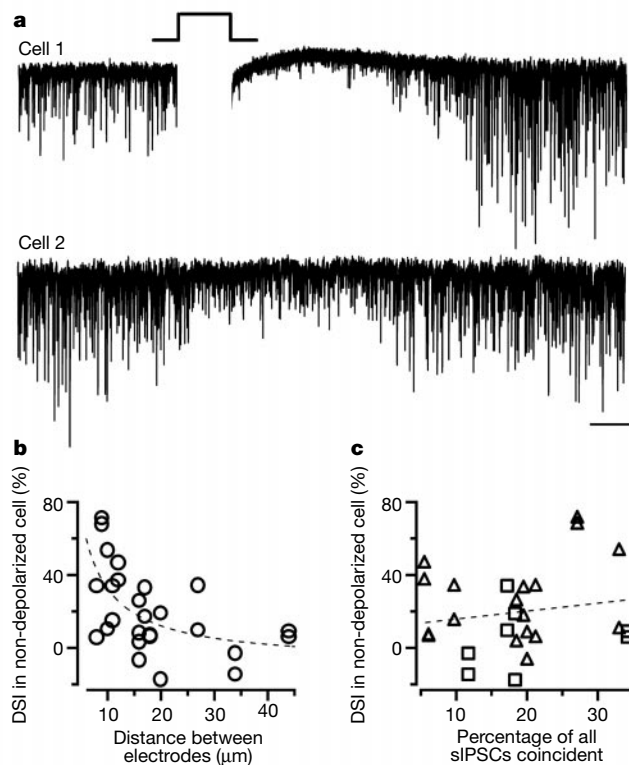 a
Cell 1
Cell 2
b
DSI in non-depolarized cell (%)
80
40
0
10
20
30
40
Distance between
electrodes (µm)
c
DSI in non-depolarized cell (%)
80
40
0
10
20
30
Percentage of all
sIPSCs coincident